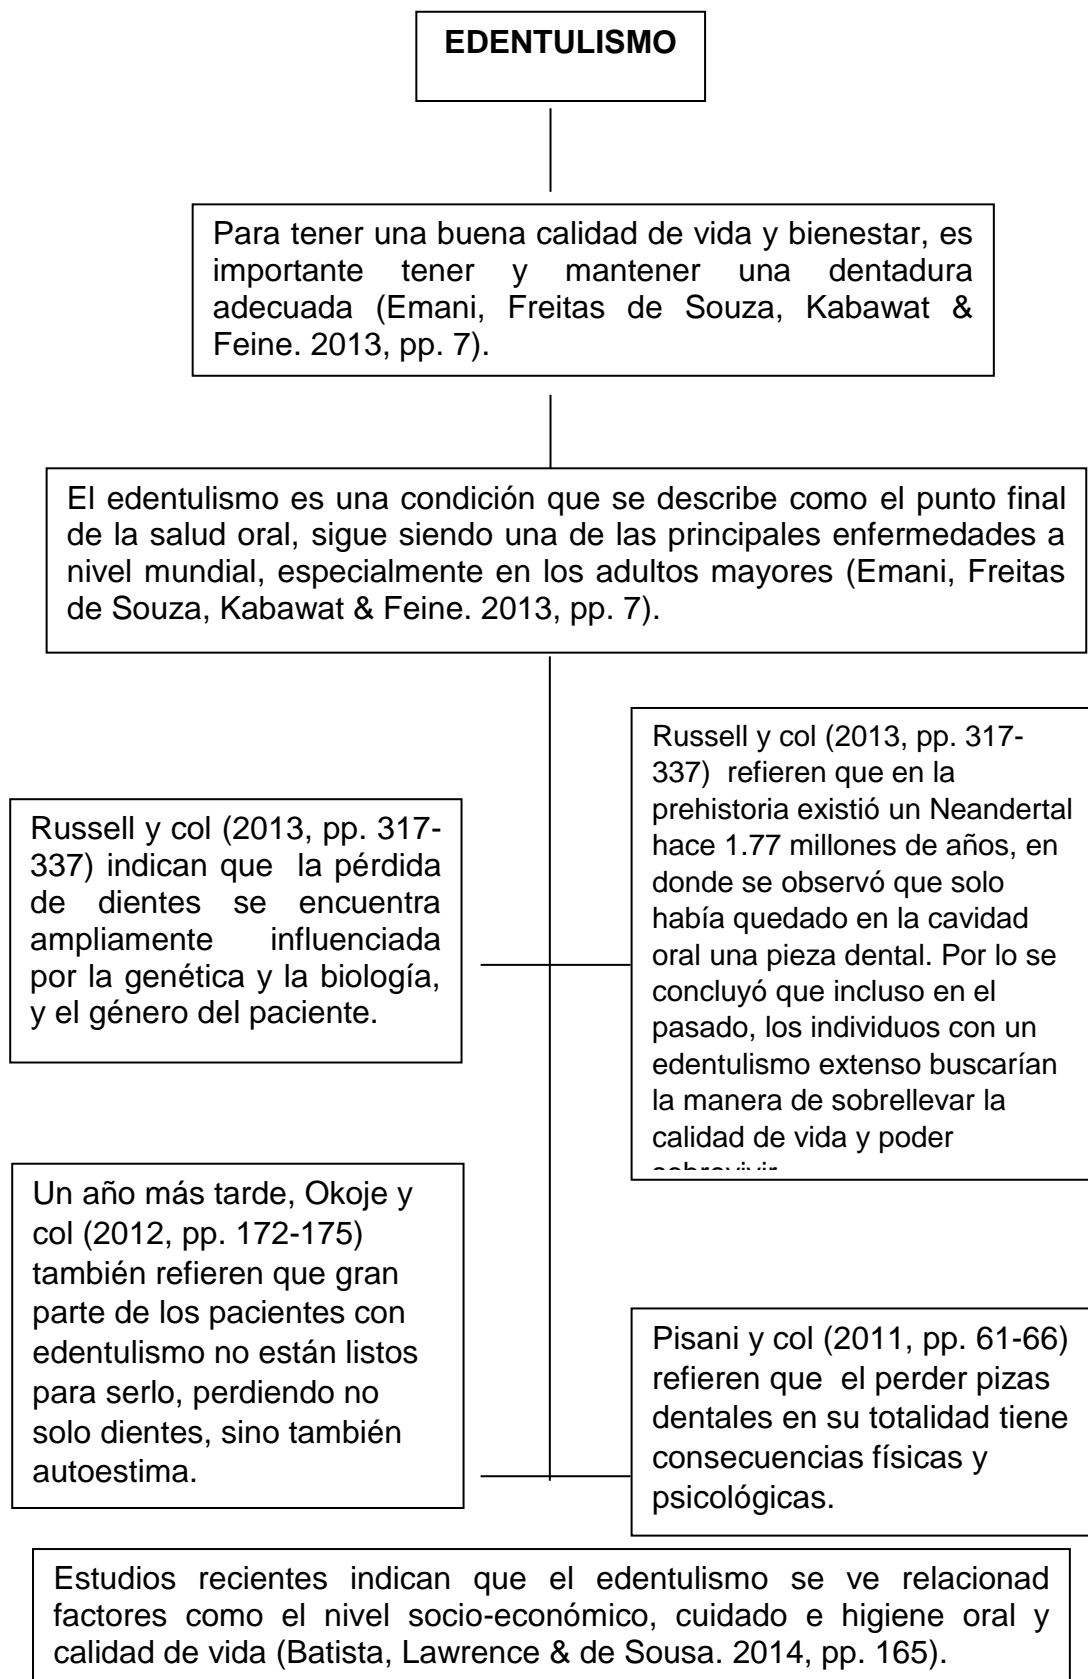 EDENTULISMO
Para tener una buena calidad de vida y bienestar, es
importante tener y mantener una dentadura
adecuada (Emani, Freitas de Souza, Kabawat &
Feine. 2013, pp. 7).
El edentulismo es una condición que se describe como el punto final
de la salud oral, sigue siendo una de las principales enfermedades a
nivel mundial, especialmente en los adultos mayores (Emani, Freitas
de Souza, Kabawat & Feine. 2013, pp. 7).
Russell y col (2013, pp. 317-
337) indican que la pérdida
de dientes se encuentra
ampliamente influenciada
por la genética y la biología,
y el género del paciente.
Russell y col (2013, pp. 317-
337) refieren que en la
prehistoria existió un Neandertal
hace 1.77 millones de años, en
donde se observó que solo
había quedado en la cavidad
oral una pieza dental. Por lo se
concluyó que incluso en el
pasado, los individuos con un
edentulismo extenso buscarían
la manera de sobrellevar la
calidad de vida y poder
Un año más tarde, Okoje y
col (2012, pp. 172-175)
también refieren que gran
parte de los pacientes con
edentulismo no están listos
para serlo, perdiendo no
solo dientes, sino también
autoestima.
Pisani y col (2011, pp. 61-66)
refieren que el perder pizas
dentales en su totalidad tiene
consecuencias físicas y
psicológicas.
Estudios recientes indican que el edentulismo se ve relacionad
factores como el nivel socio-económico, cuidado e higiene oral y
calidad de vida (Batista, Lawrence & de Sousa. 2014, pp. 165).